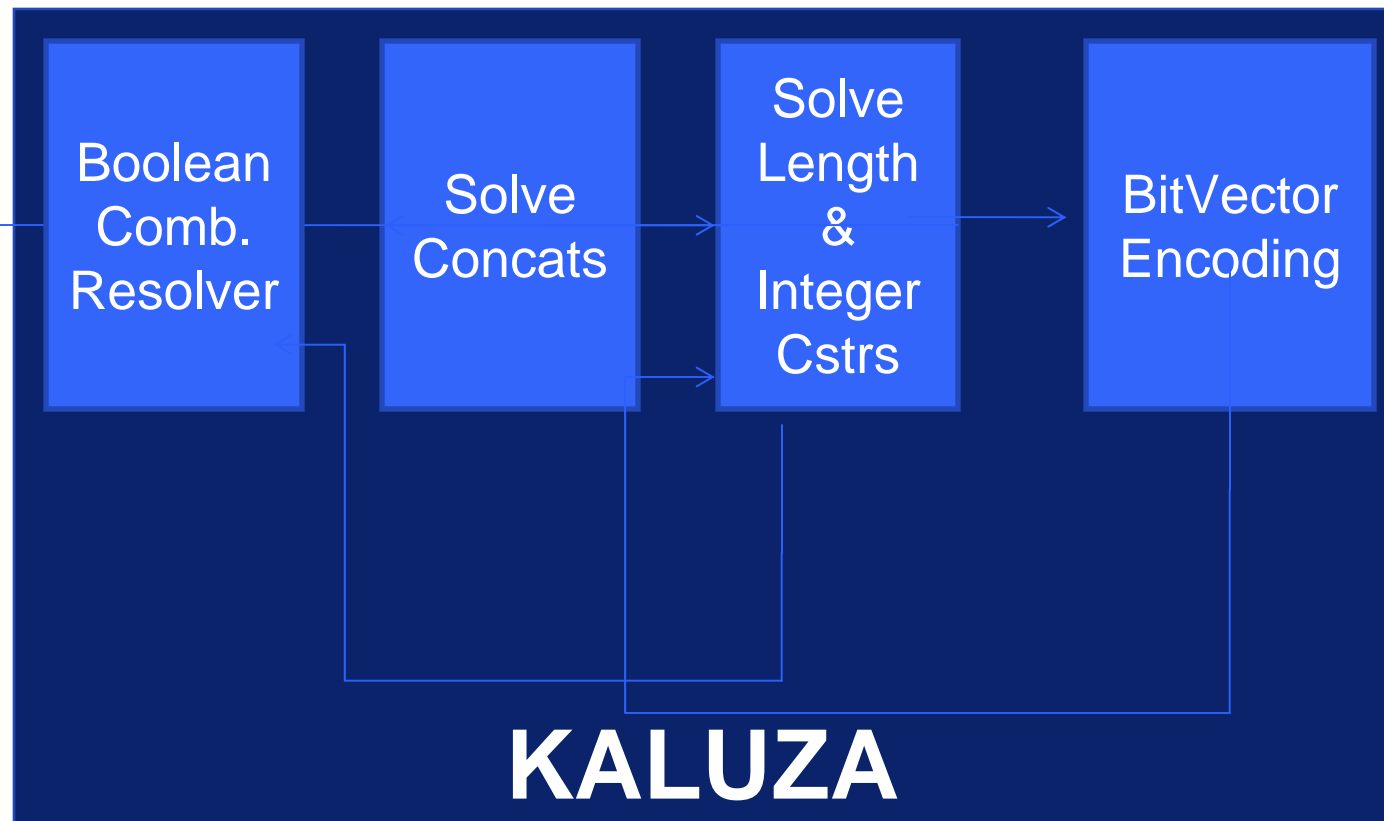 Boolean
Comb.
Resolver
Solve
Concats
Solve
Length
&
Integer
Cstrs
BitVector
Encoding
KALUZA